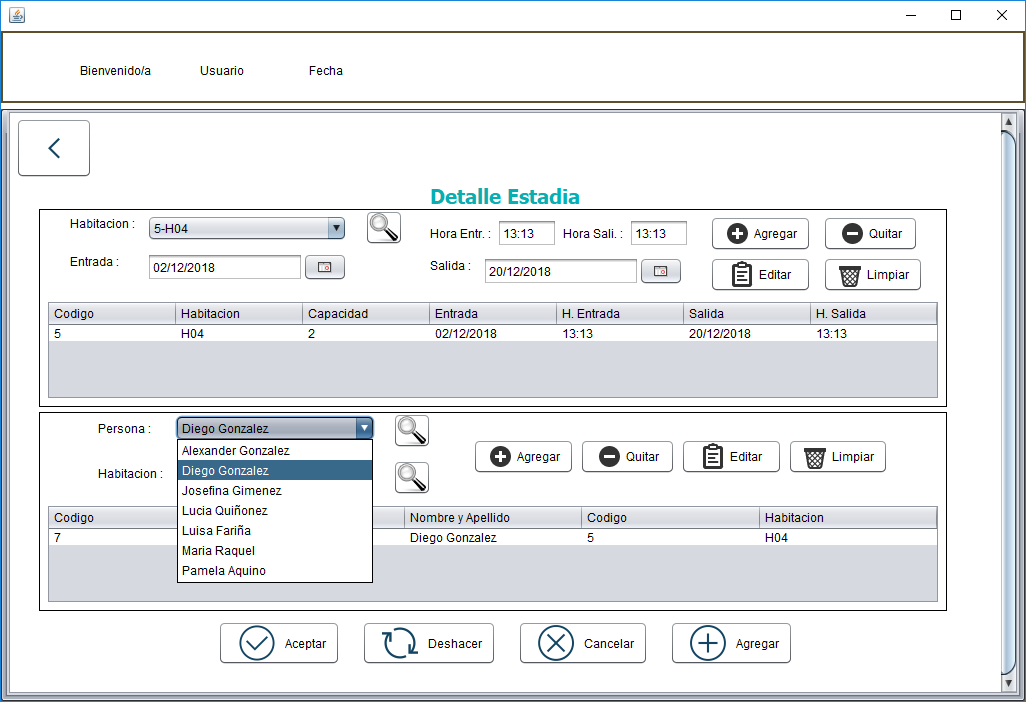 Bienvenido/a Usuario Fecha
Detalle Estadia
Habitacion : 5-H04 Hora Entr. : 13:13 Hora Sali. : 13:13 Agregar Quitar
Entrada : 02/12/2018 Salida : 20/12/2018 Editar Limpiar
Codigo Habitacion Capacidad Entrada H. Entrada Salida H. Salida
5 H04 2 02/12/2018 13:13 20/12/2018 13:13
Persona : Diego Gonzalez
Alexander Gonzalez
Diego Gonzalez
Josefina Gimenez
Lucia Quiñonez
Luisa Fariña
Maria Raquel
Pamela Aquino
Habitacion :
Agregar Quitar Editar Limpiar
Codigo Nombre y Apellido Codigo Habitacion
7 Diego Gonzalez 5 H04
Aceptar Deshacer Cancelar Agregar